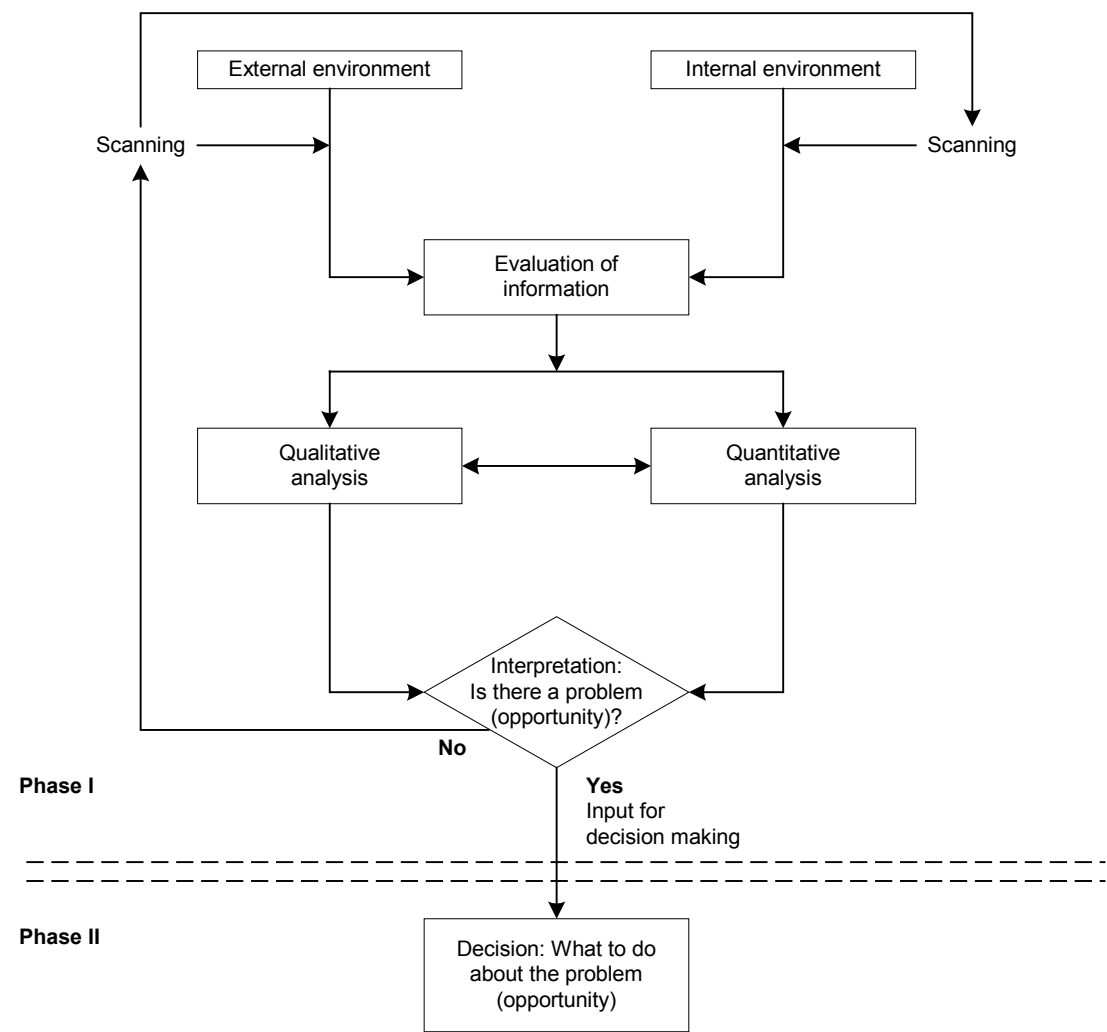 External environment
Internal environment
Scanning
Scanning
Evaluation of
information
Qualitative
analysis
Quantitative
analysis
Interpretation:
Is there a problem
(opportunity)?
No
Phase I
Yes
Input for
decision making
Phase II
Decision: What to do
about the problem
(opportunity)